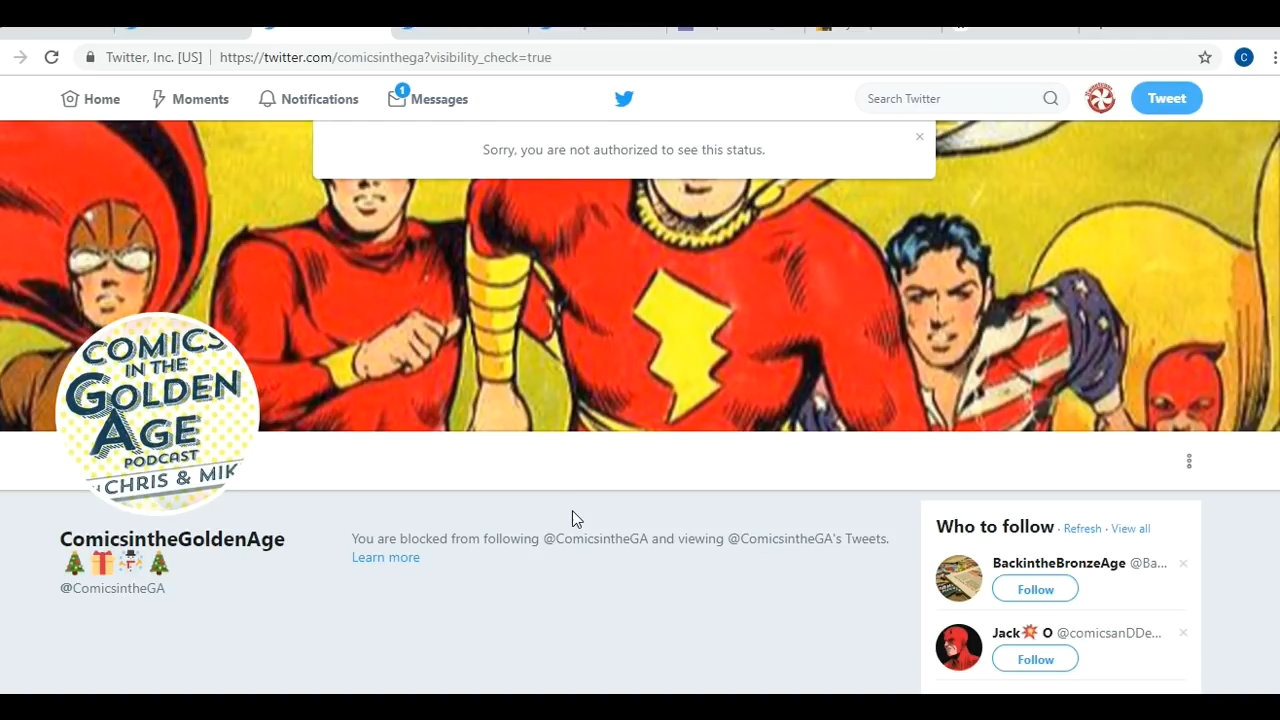 Twitter, Inc. [US] https://twitter.com/comicsinthega?visibility_check=true C
Home Moments Notifications 1 Messages Search Twitter Tweet
Sorry, you are not authorized to see this status. ×
COMICS
IN THE
GOLDEN
AGE
PODCAST
CHRIS & MIK
ComicsintheGoldenAge
@ComicsintheGA
You are blocked from following @ComicsintheGA and viewing @ComicsintheGA's Tweets.
Learn more
Who to follow · Refresh · View all
BackintheBronzeAge @Ba... ×
Follow
Jack O @comicsanDDe... ×
Follow